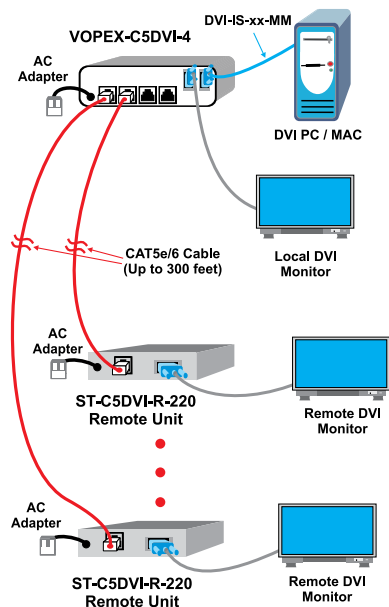 DVI-IS-xx-MM
VOPEX-C5DVI-4
AC
Adapter
DVI PC / MAC
CAT5e/6 Cable
(Up to 300 feet)
Local DVI
Monitor
AC
Adapter
ST-C5DVI-R-220
Remote Unit
Remote DVI
Monitor
AC
Adapter
ST-C5DVI-R-220
Remote Unit
Remote DVI
Monitor